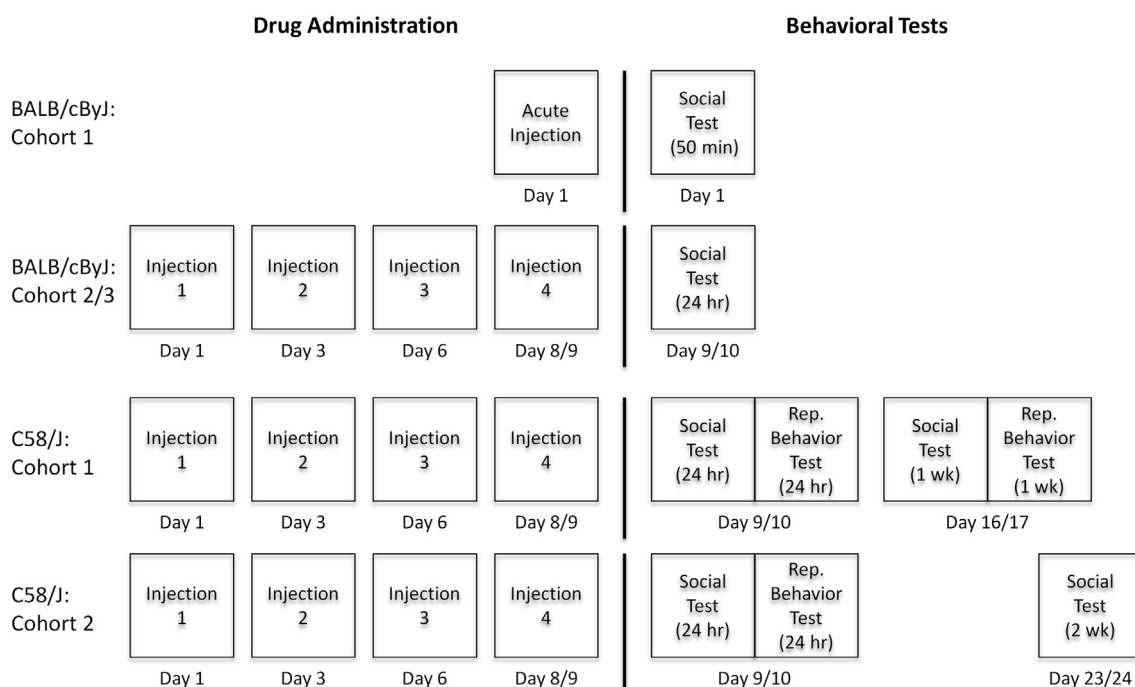 Drug Administration
Behavioral Tests
BALB/cByJ:
Cohort 1
Acute
Injection
Day 1
Social
Test
(50 min)
Day 1
BALB/cByJ:
Cohort 2/3
Injection
1
Day 1
Injection
2
Day 3
Injection
3
Day 6
Injection
4
Day 8/9
Social
Test
(24 hr)
Day 9/10
C58/J:
Cohort 1
Injection
1
Day 1
Injection
2
Day 3
Injection
3
Day 6
Injection
4
Day 8/9
Social
Test
(24 hr)
Rep.
Behavior
Test
(24 hr)
Day 9/10
Social
Test
(1 wk)
Rep.
Behavior
Test
(1 wk)
Day 16/17
C58/J:
Cohort 2
Injection
1
Day 1
Injection
2
Day 3
Injection
3
Day 6
Injection
4
Day 8/9
Social
Test
(24 hr)
Rep.
Behavior
Test
(24 hr)
Day 9/10
Social
Test
(2 wk)
Day 23/24